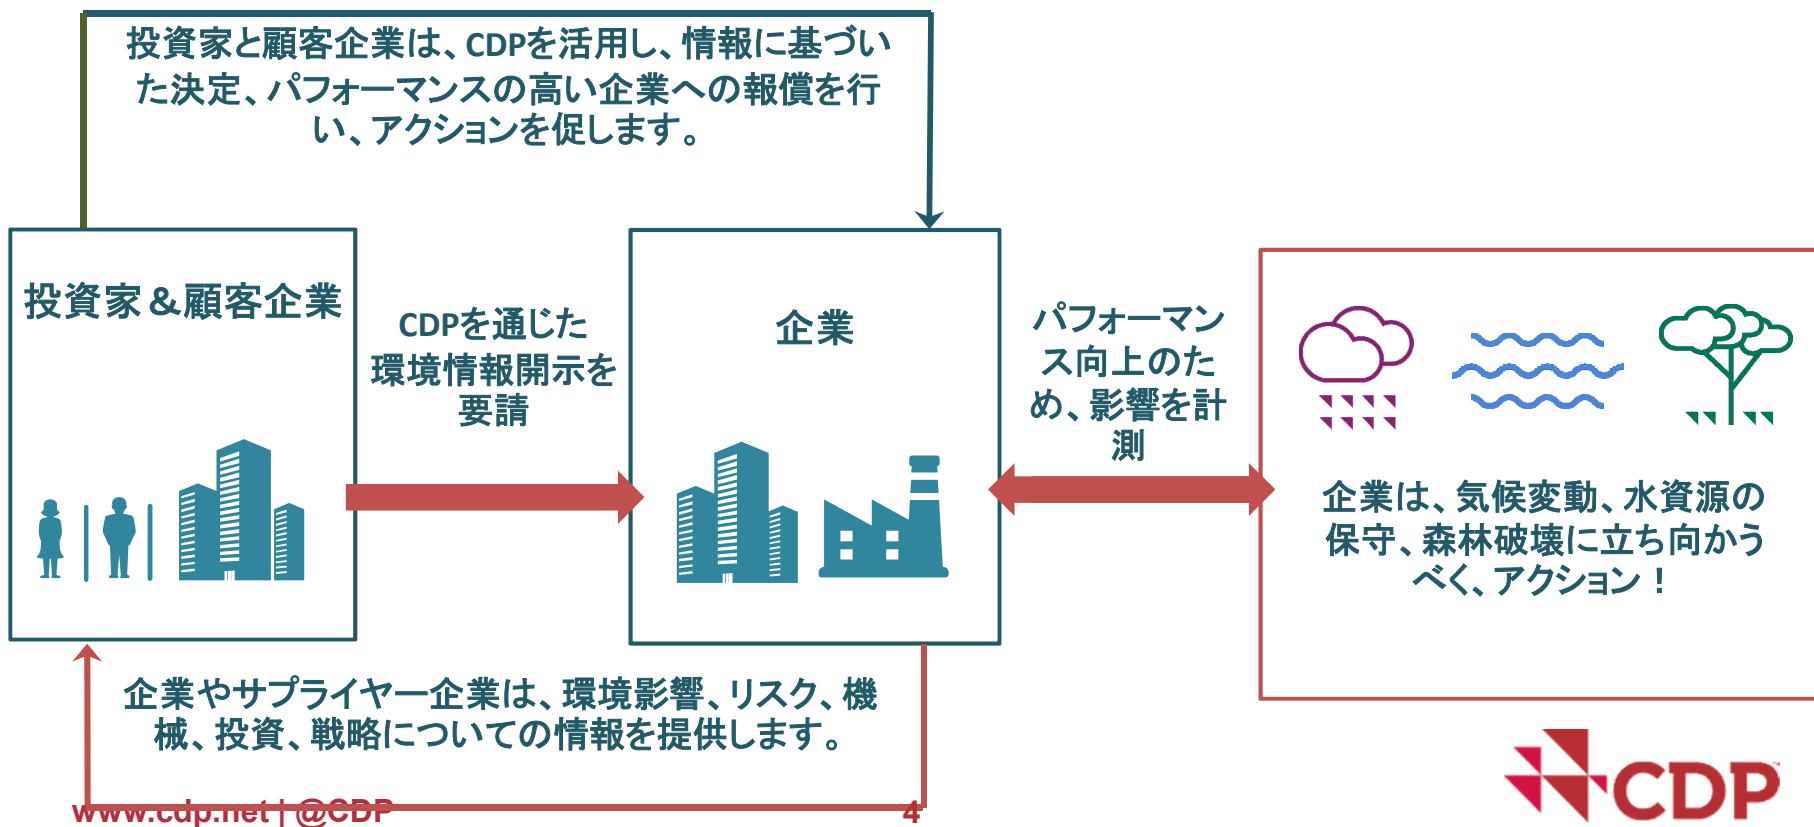 投資家と顧客企業は、CDPを活用し、情報に基づい
た決定、パフォーマンスの高い企業への報償を行
い、アクションを促します。
投資家＆顧客企業
CDPを通じた
環境情報開示を
要請
企業
パフォーマン
ス向上のた
め、影響を計
測
企業は、気候変動、水資源の
保守、森林破壊に立ち向かう
べく、アクション！
企業やサプライヤー企業は、環境影響、リスク、機
械、投資、戦略についての情報を提供します。
www.cdp.net | @CDP
4
CDP